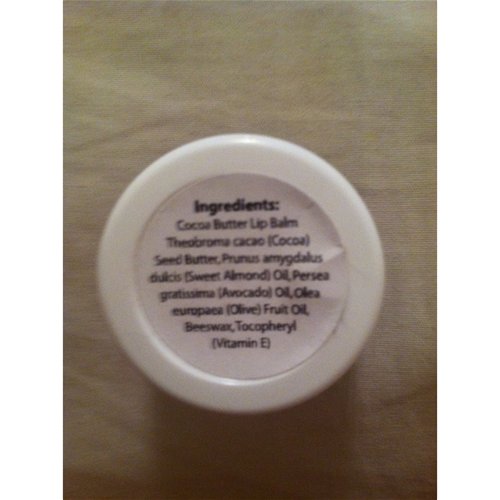 Ingredients:
Cocoa Butter Lip Balm
Theobroma cacao (Cocoa)
Seed Butter, Prunus amygdalus
dulcis (Sweet Almond) Oil, Persea
gratissima (Avocado) Oil, Olea
europaea (Olive) Fruit Oil,
Beeswax, Tocopheryl
(Vitamin E)